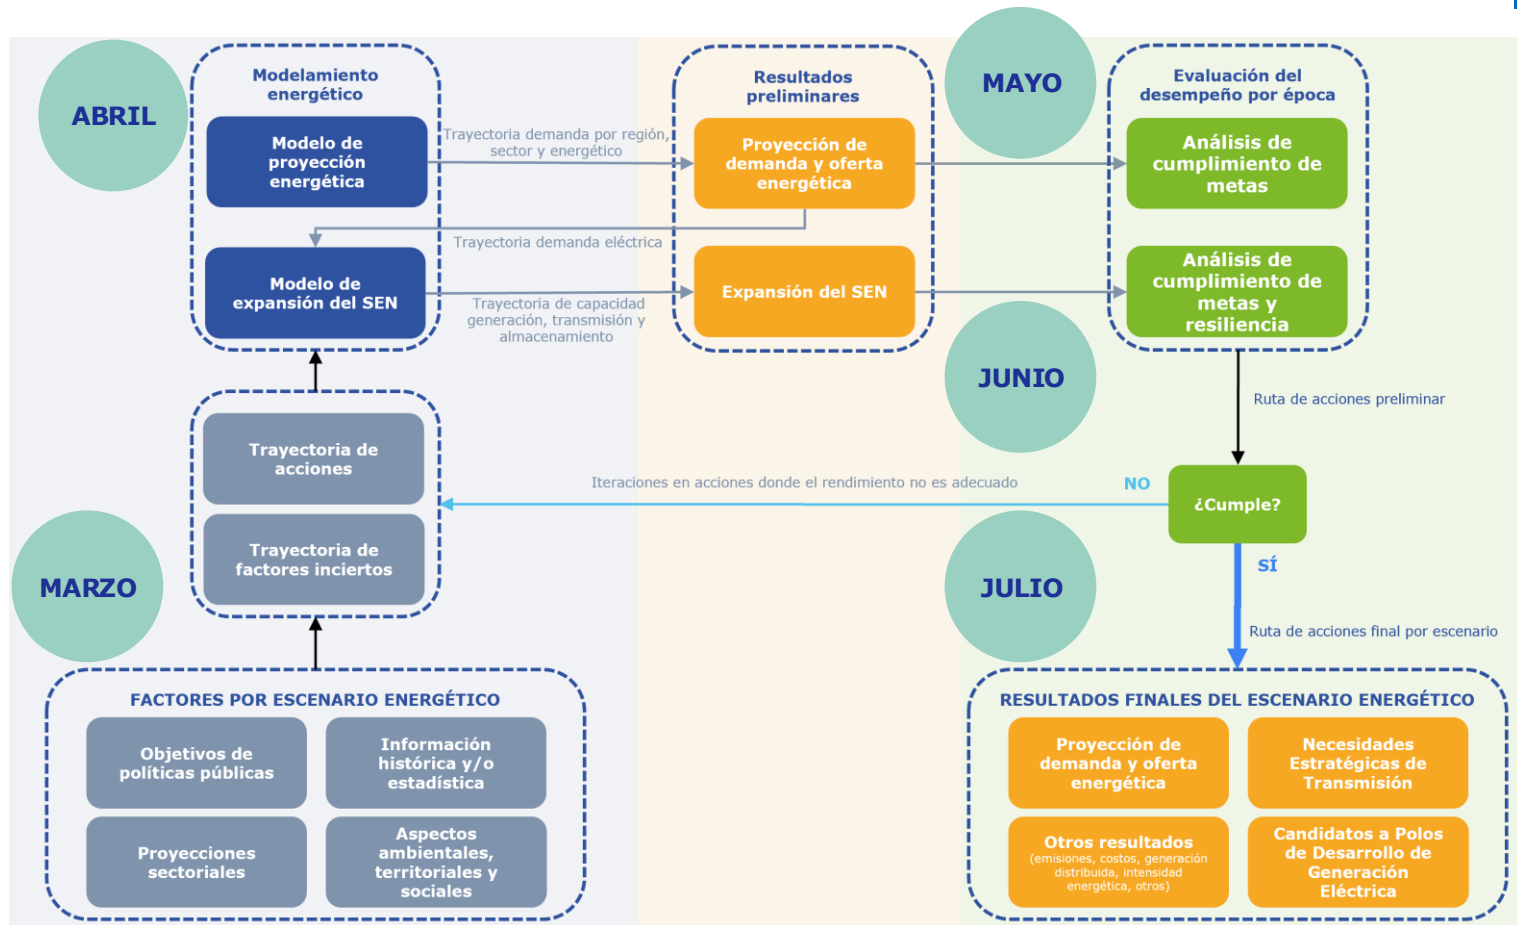 ABRIL
Modelamiento
energético
Modelo de
proyección
energética
Trayectoria demanda por región,
sector y energético
Resultados
preliminares
Proyección de
demanda y oferta
energética
MAYO
Evaluación del
desempeño por época
Análisis de
cumplimiento de
metas
Trayectoria demanda eléctrica
Modelo de
expansión del SEN
Trayectoria de capacidad
generación, transmisión y
almacenamiento
Expansión del SEN
Análisis de
cumplimiento de
metas y
resiliencia
JUNIO
Ruta de acciones preliminar
Trayectoria de
acciones
Trayectoria de
factores inciertos
Iteraciones en acciones donde el rendimiento no es adecuado
NO
¿Cumple?
SÍ
MARZO
JULIO
Ruta de acciones final por escenario
FACTORES POR ESCENARIO ENERGÉTICO
Objetivos de
políticas públicas
Información
histórica y/o
estadística
Proyecciones
sectoriales
Aspectos
ambientales,
territoriales y
sociales
RESULTADOS FINALES DEL ESCENARIO ENERGÉTICO
Proyección de
demanda y oferta
energética
Necesidades
Estratégicas de
Transmisión
Otros resultados
(emisiones, costos, generación
distribuida, intensidad
energética, otros)
Candidatos a Polos
de Desarrollo de
Generación
Eléctrica